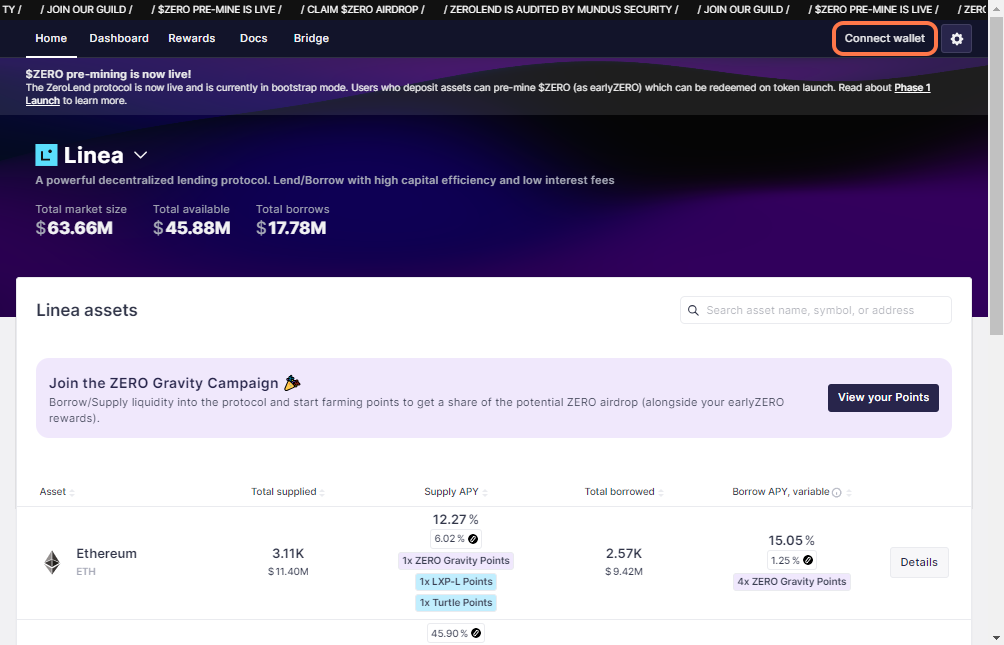 TY / / JOIN OUR GUILD / / $ZERO PRE-MINE IS LIVE / / CLAIM $ZERO AIRDROP / / ZEROLEND IS AUDITED BY MUNDUS SECURITY / / JOIN OUR GUILD / / $ZERO PRE-MINE IS LIVE / / ZERO
Home Dashboard Rewards Docs Bridge Connect wallet
$ZERO pre-mining is now live!
The ZeroLend protocol is now live and is currently in bootstrap mode. Users who deposit assets can pre-mine $ZERO (as earlyZERO) which can be redeemed on token launch. Read about Phase 1
Launch to learn more.
Linea
A powerful decentralized lending protocol. Lend/Borrow with high capital efficiency and low interest fees
Total market size Total available Total borrows
$63.66M $45.88M $17.78M
Linea assets
Search asset name, symbol, or address
Join the ZERO Gravity Campaign
Borrow/Supply liquidity into the protocol and start farming points to get a share of the potential ZERO airdrop (alongside your earlyZERO
rewards).
View your Points
Asset Total supplied Supply APY Total borrowed Borrow APY, variable
12.27%
6.02%
15.05%
Ethereum 3.11K 2.57K
1x ZERO Gravity Points
1.25%
Details
ETH $11.40M $9.42M
1x LXP-L Points
4x ZERO Gravity Points
1x Turtle Points
45.90%